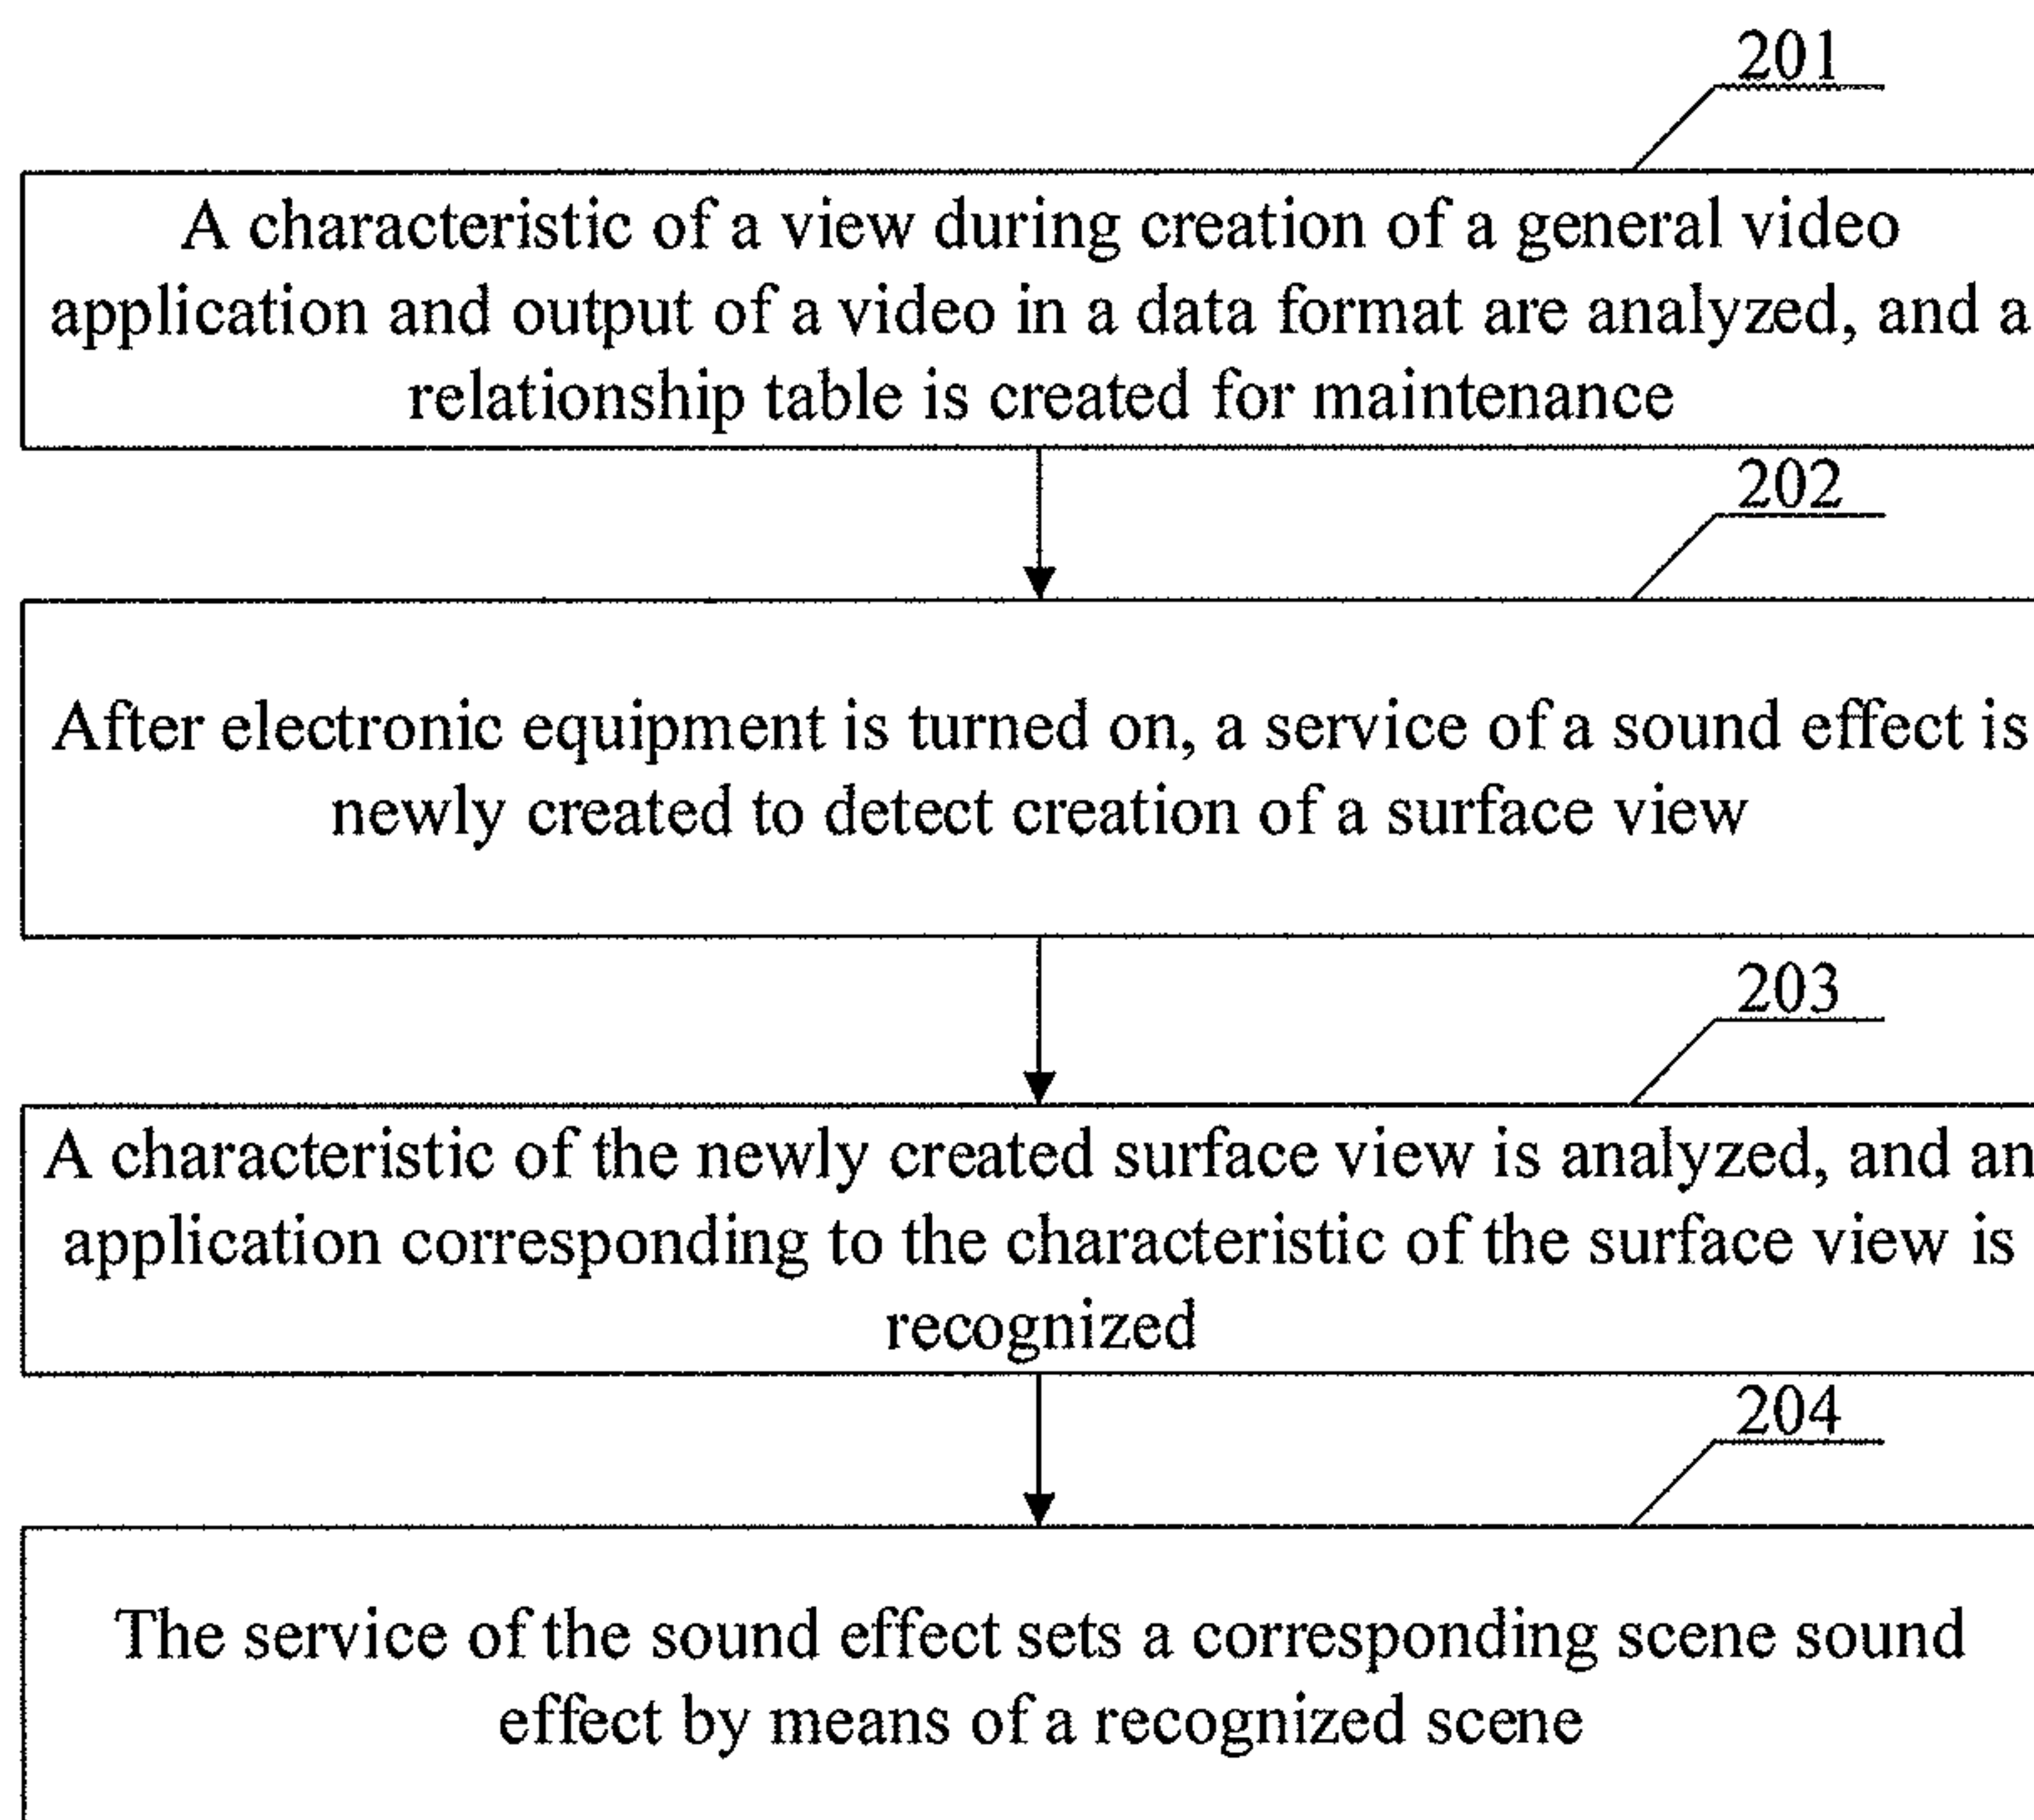 201
A characteristic of a view during creation of a general video
application and output of a video in a data format are analyzed, and a
relationship table is created for maintenance
202
After electronic equipment is turned on, a service of a sound effect is
newly created to detect creation of a surface view
203
A characteristic of the newly created surface view is analyzed, and an
application corresponding to the characteristic of the surface view is
recognized
204
The service of the sound effect sets a corresponding scene sound
effect by means of a recognized scene